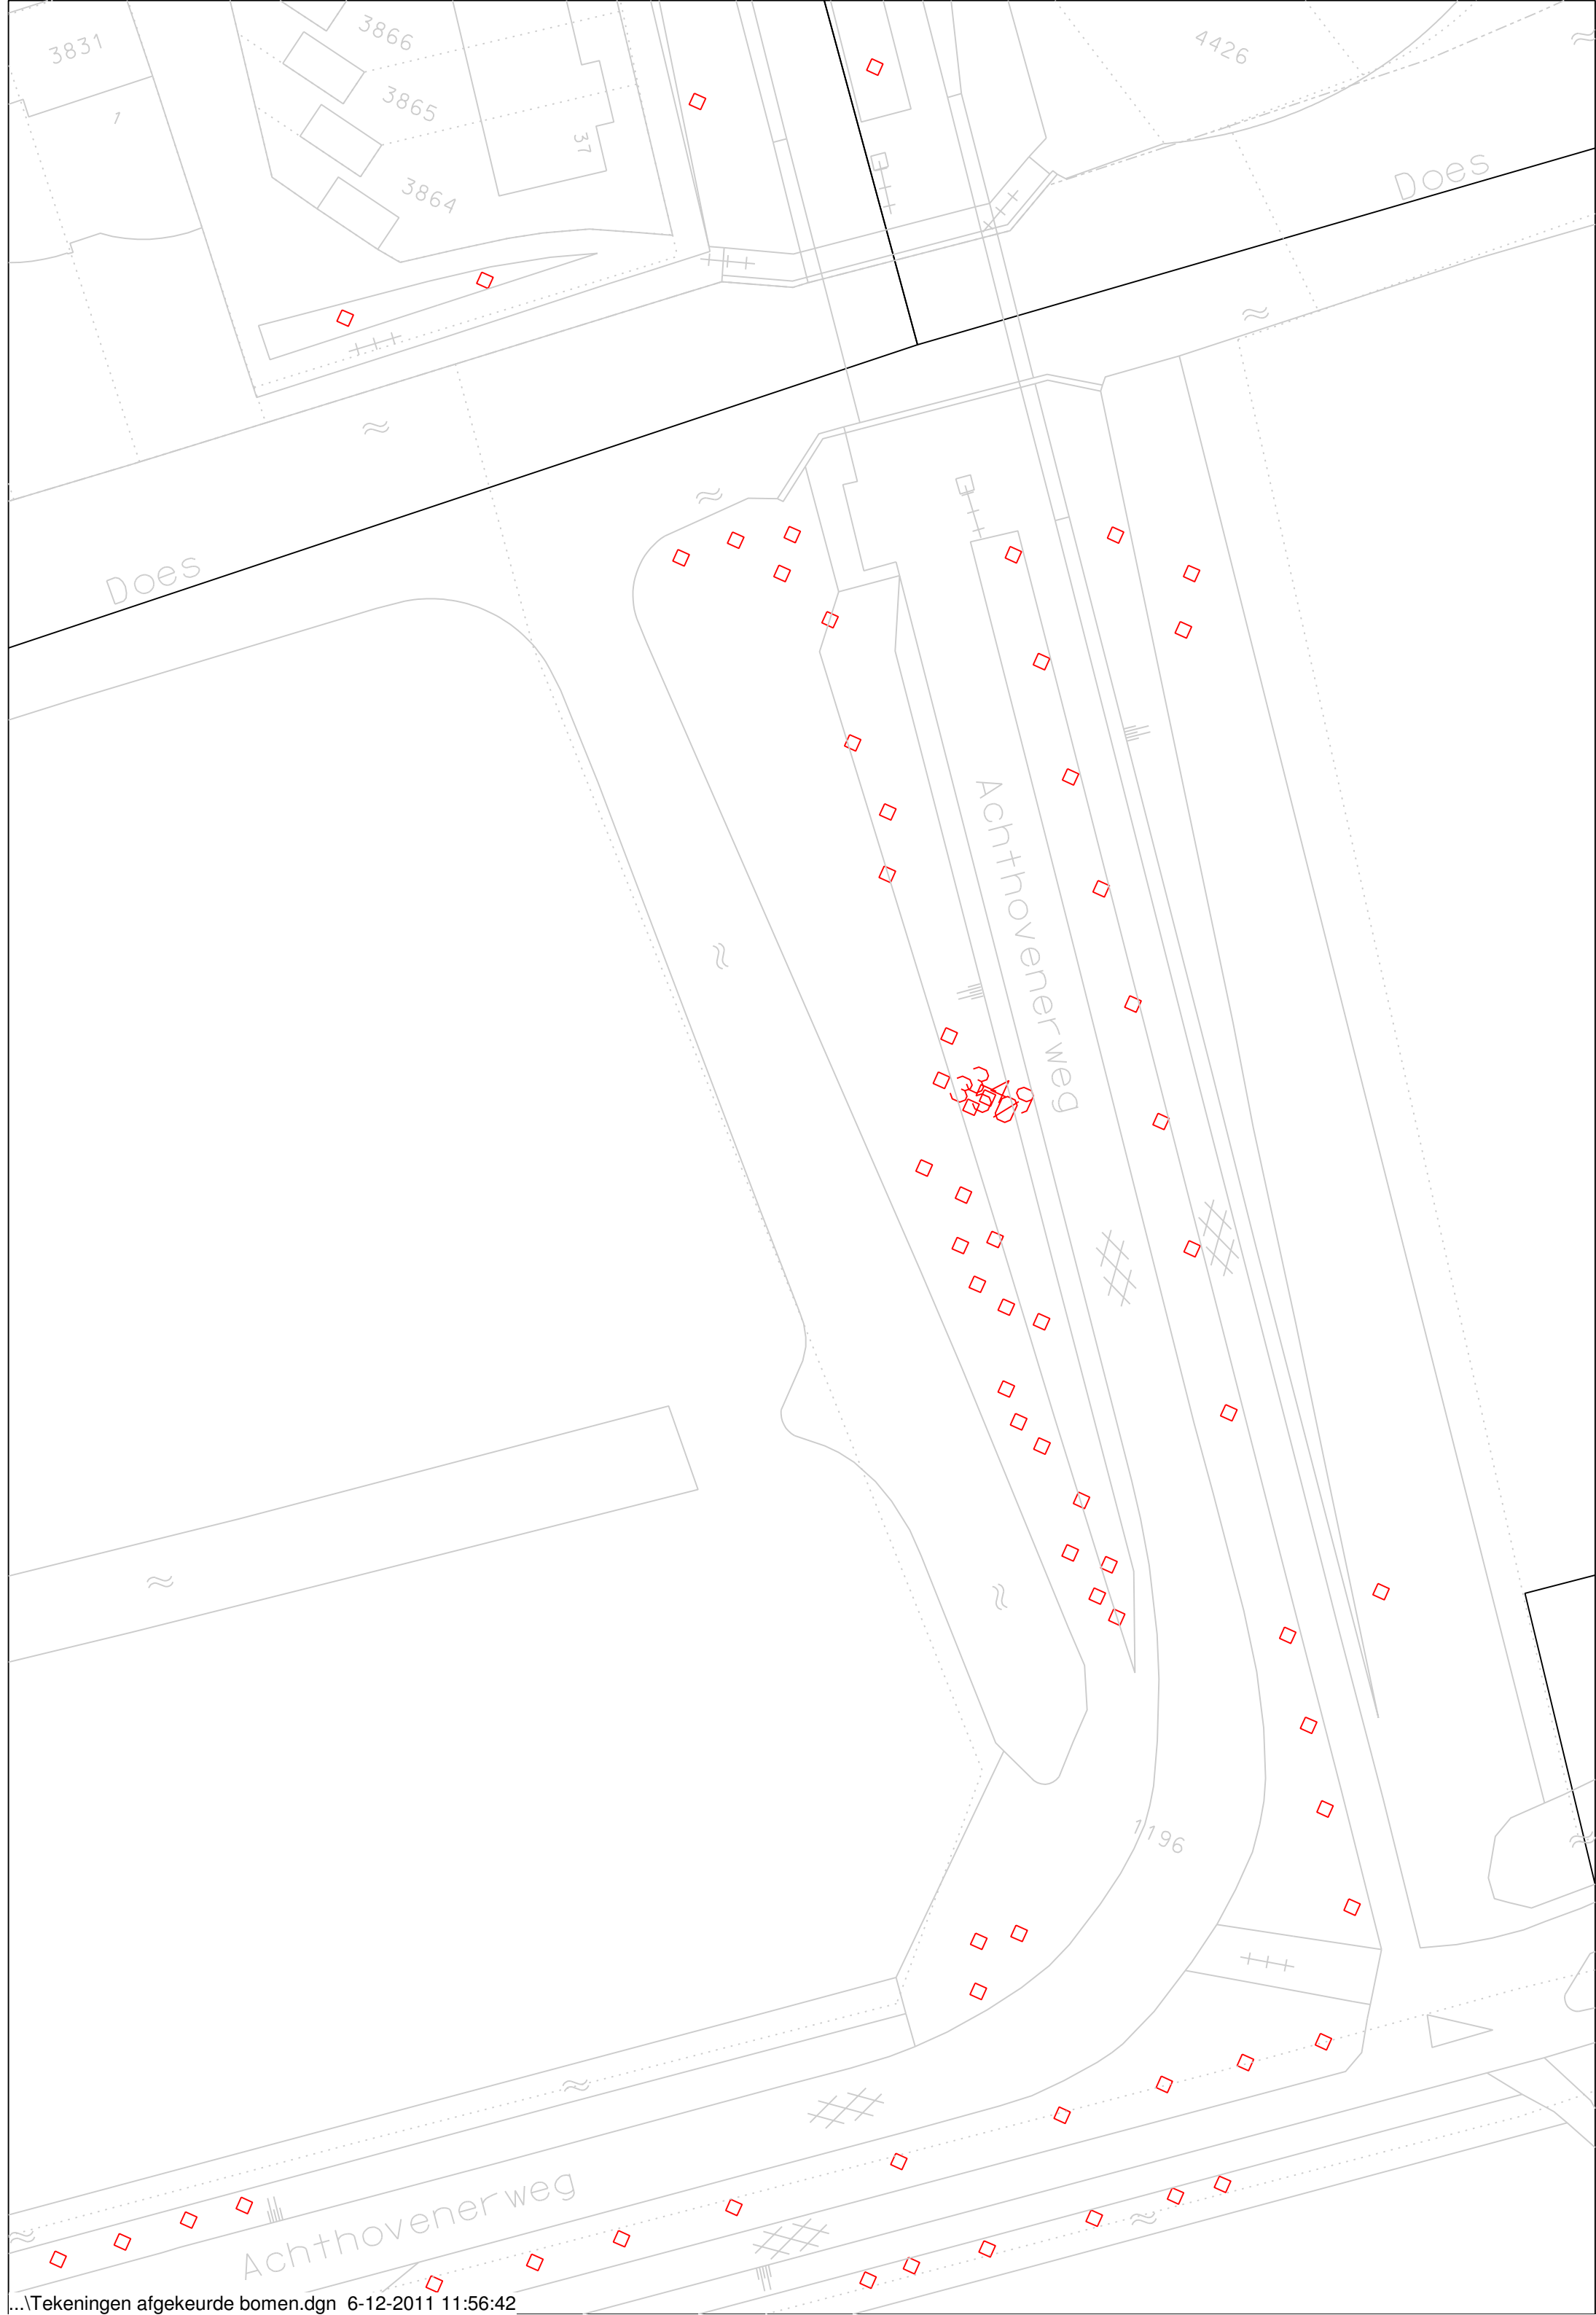 3831
3866
4426
1
3865
37
3864
Does
Does
Achthovenerweg
1196
Achthovenerweg
...\Tekeningen afgekeurde bomen.dgn 6-12-2011 11:56:42